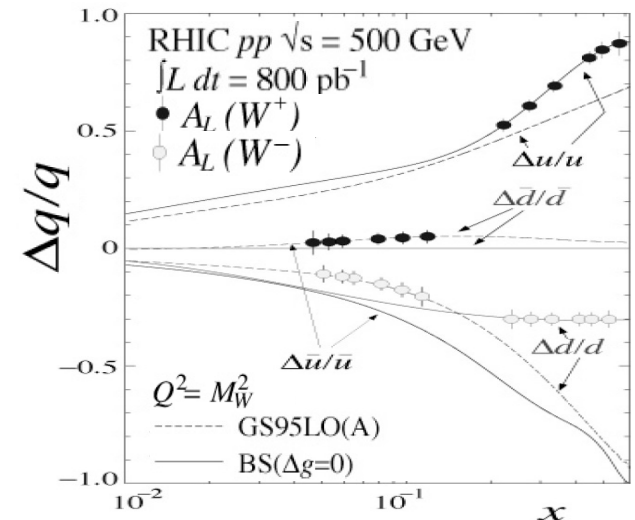 1.0
RHIC pp √s = 500 GeV
∫L dt = 800 pb⁻¹
A_L (W⁺)
A_L (W⁻)
0.5
Δu/u
Δd̄/d̄
Δq/q
0
Δd/d
Δū/ū
−0.5
Q² = M²_W
GS95LO(A)
BS(Δg=0)
−1.0
10⁻²
10⁻¹
x